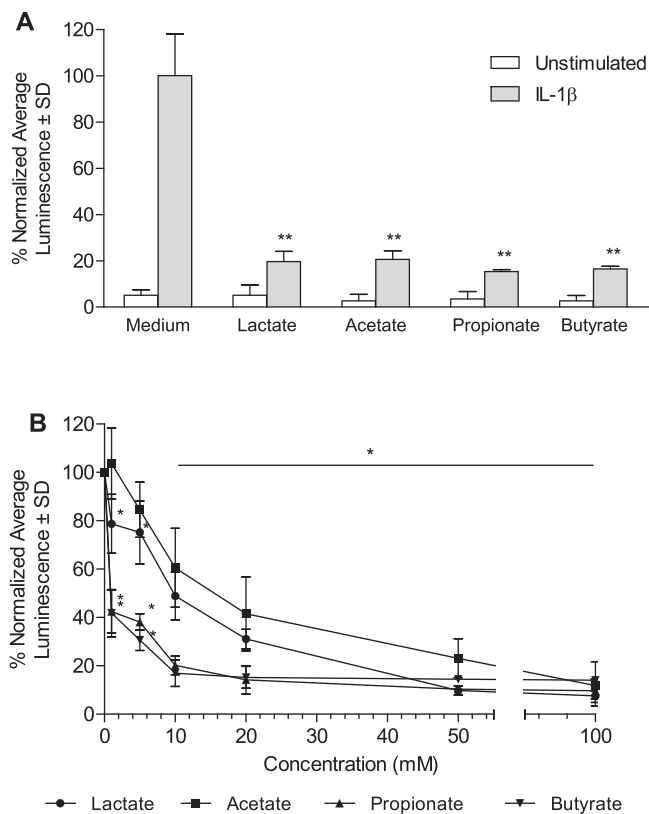 A
% Normalized Average
Luminescence ± SD
120
100
80
60
40
20
0
Unstimulated
IL-1β
** ** ** **
Medium Lactate Acetate Propionate Butyrate
B
% Normalized Average
Luminescence ± SD
120
100
80
60
40
20
0
*
*
*
*
*
*
*
0 10 20 30 40 50 100
Concentration (mM)
Lactate Acetate Propionate Butyrate